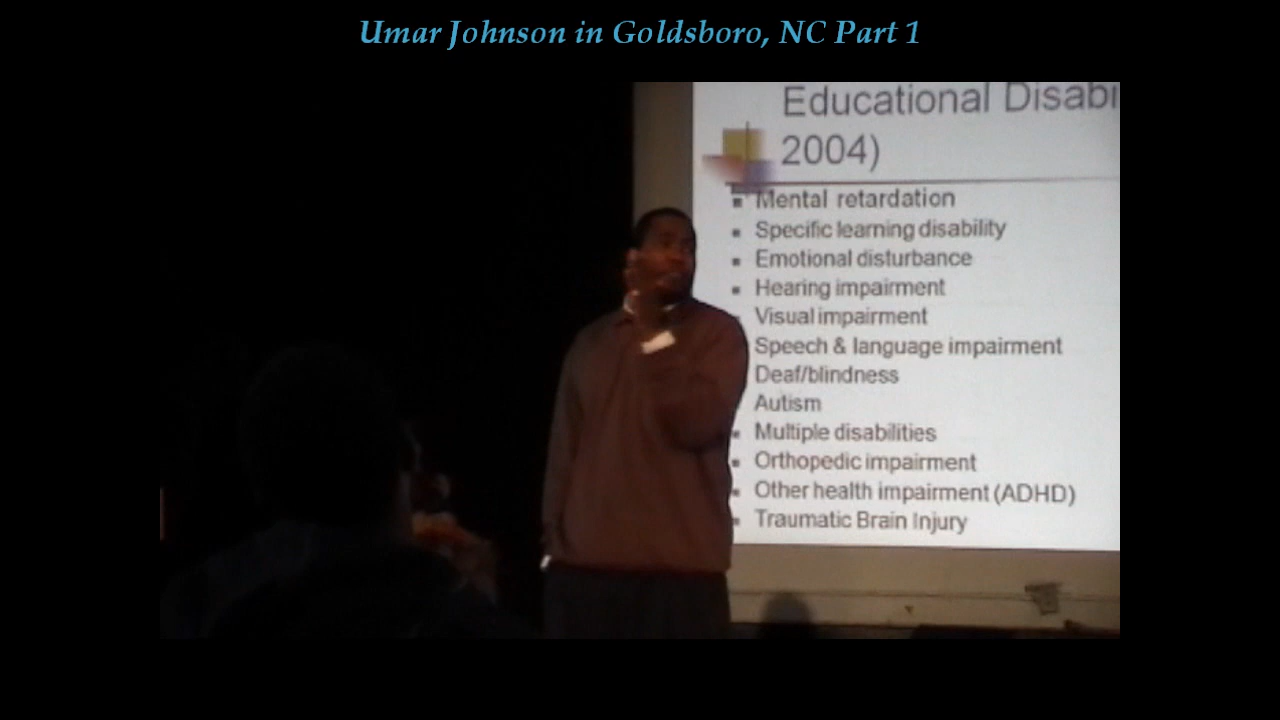 Umar Johnson in Goldsboro, NC Part 1
Educational Disabi
2004)
Mental retardation
Specific learning disability
Emotional disturbance
Hearing impairment
Visual impairment
Speech & language impairment
Deaf/blindness
Autism
Multiple disabilities
Orthopedic impairment
Other health impairment (ADHD)
Traumatic Brain Injury